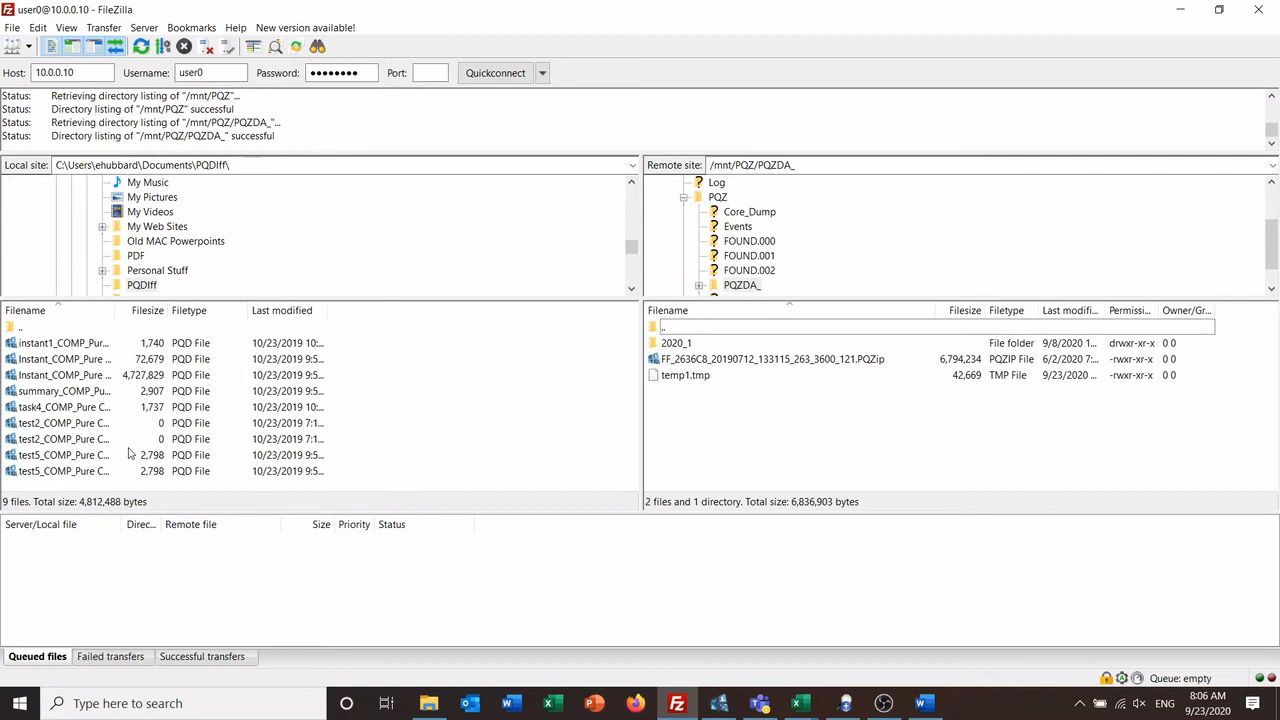 user0@10.0.0.10 - FileZilla
File Edit View Transfer Server Bookmarks Help New version available!
Host: 10.0.0.10 Username: user0 Password: ●●●●●●●● Port: Quickconnect
Status: Retrieving directory listing of "/mnt/PQZ"...
Status: Directory listing of "/mnt/PQZ" successful
Status: Retrieving directory listing of "/mnt/PQZ/PQZDA_"...
Status: Directory listing of "/mnt/PQZ/PQZDA_" successful
Local site: C:\Users\ehubbard\Documents\PQDIff\
My Music
My Pictures
My Videos
My Web Sites
Old MAC Powerpoints
PDF
Personal Stuff
PQDIff
Remote site: /mnt/PQZ/PQZDA_
Log
PQZ
Core_Dump
Events
FOUND.000
FOUND.001
FOUND.002
PQZDA_
Filename Filesize Filetype Last modified
..
instant1_COMP_Pur... 1,740 PQD File 10/23/2019 10:...
Instant_COMP_Pure ... 72,679 PQD File 10/23/2019 9:5...
Instant_COMP_Pure ... 4,727,829 PQD File 10/23/2019 9:5...
summary_COMP_Pu... 2,907 PQD File 10/23/2019 9:5...
task4_COMP_Pure C... 1,737 PQD File 10/23/2019 10:...
test2_COMP_Pure C... 0 PQD File 10/23/2019 7:1...
test2_COMP_Pure C... 0 PQD File 10/23/2019 7:1...
test5_COMP_Pure C... 2,798 PQD File 10/23/2019 9:5...
test5_COMP_Pure C... 2,798 PQD File 10/23/2019 9:5...
9 files. Total size: 4,812,488 bytes
Filename Filesize Filetype Last modifi... Permissi... Owner/Gr...
..
2020_1 File folder 9/8/2020 1... drwxr-xr-x 0 0
FF_2636C8_20190712_133115_263_3600_121.PQZip 6,794,234 PQZIP File 6/2/2020 7:... -rwxr-xr-x 0 0
temp1.tmp 42,669 TMP File 9/23/2020 ... -rwxr-xr-x 0 0
2 files and 1 directory. Total size: 6,836,903 bytes
Server/Local file Direc... Remote file Size Priority Status
Queued files Failed transfers Successful transfers
Queue: empty
Type here to search
ENG
8:06 AM
9/23/2020